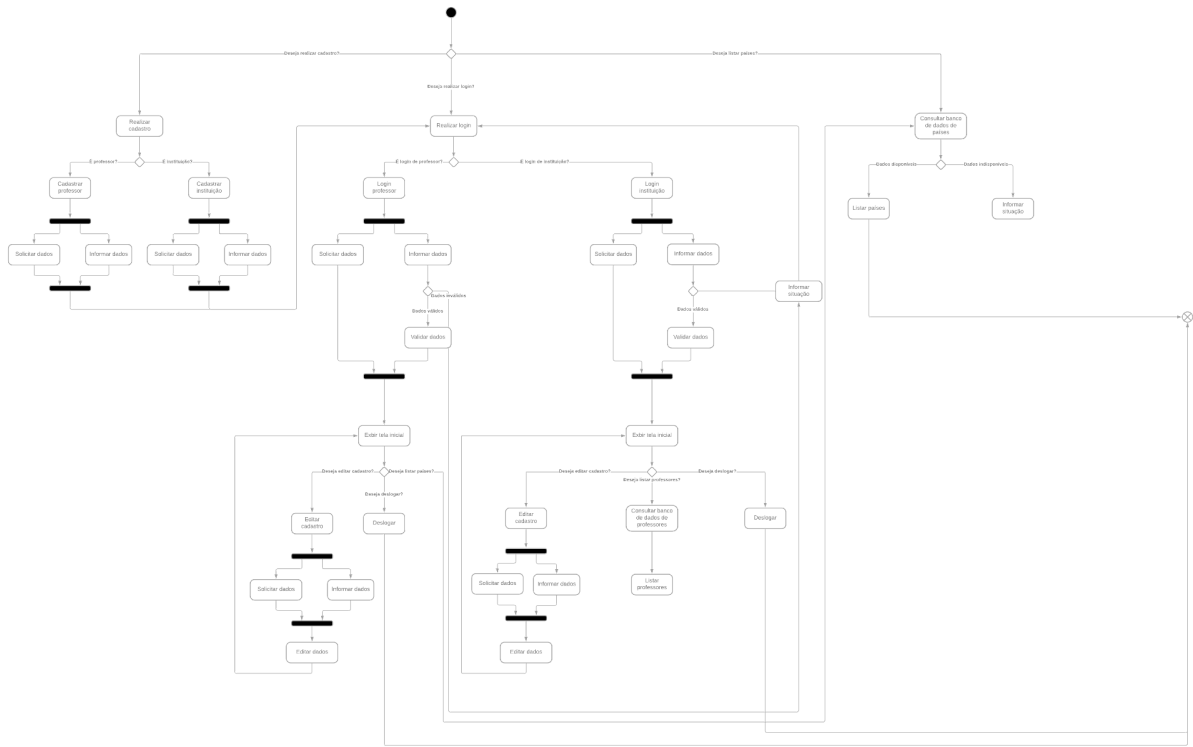 Deseja realizar cadastro?
Deseja listar países?
Deseja realizar login?
Realizar
cadastro
Realizar login
Consultar banco
de dados de
países
É professor?
É instituição?
É login de professor?
É login de instituição?
Dados disponíveis
Dados indisponíveis
Cadastrar
professor
Cadastrar
instituição
Login
professor
Login
instituição
Listar países
Informar
situação
Solicitar dados
Informar dados
Solicitar dados
Informar dados
Solicitar dados
Informar dados
Solicitar dados
Informar dados
Informar
situação
Dados inválidos
Dados válidos
Dados válidos
Validar dados
Validar dados
Exbir tela inicial
Exbir tela inicial
Deseja editar cadastro?
Deseja listar países?
Deseja deslogar?
Deseja editar cadastro?
Deseja listar professores?
Deseja deslogar?
Editar
cadastro
Deslogar
Editar
cadastro
Consultar banco
de dados de
professores
Deslogar
Solicitar dados
Informar dados
Solicitar dados
Informar dados
Listar
professores
Editar dados
Editar dados